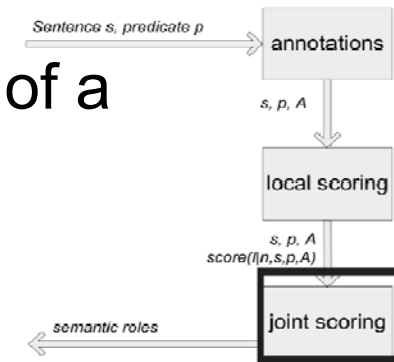 Sentence s, predicate p
annotations
of a
s, p, A
local scoring
s, p, A
score(l|n,s,p,A)
joint scoring
semantic roles